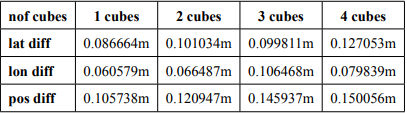 nof cubes 1 cubes 2 cubes 3 cubes 4 cubes
lat diff 0.086664m 0.101034m 0.099811m 0.127053m
lon diff 0.060579m 0.066487m 0.106468m 0.079839m
pos diff 0.105738m 0.120947m 0.145937m 0.150056m